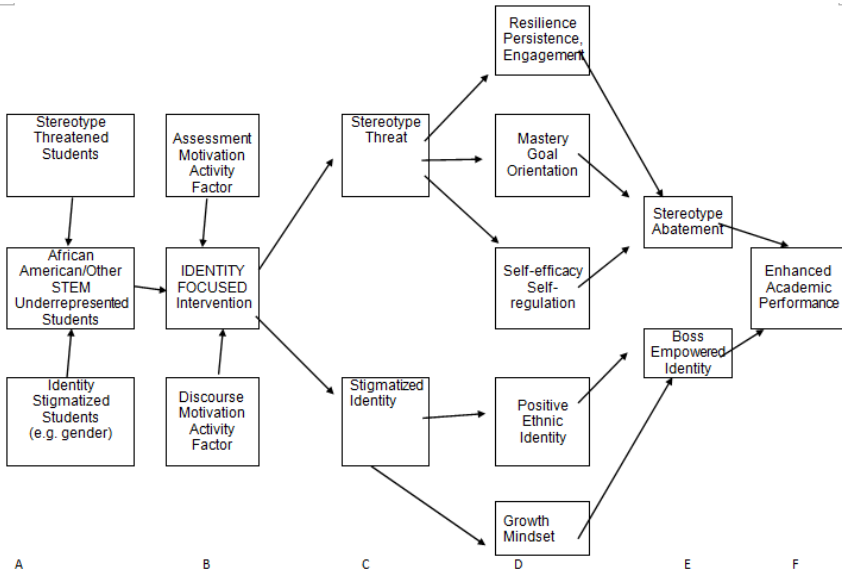 Resilience
Persistence,
Engagement
Stereotype
Threatened
Students
Assessment
Motivation
Activity
Factor
Stereotype
Threat
Mastery
Goal
Orientation
Stereotype
Abatement
African
American/Other
STEM
Underrepresented
Students
IDENTITY
FOCUSED
Intervention
Self-efficacy
Self-
regulation
Enhanced
Academic
Performance
Boss
Empowered
Identity
Identity
Stigmatized
Students
(e.g. gender)
Discourse
Motivation
Activity
Factor
Stigmatized
Identity
Positive
Ethnic
Identity
Growth
Mindset
A B C D E F